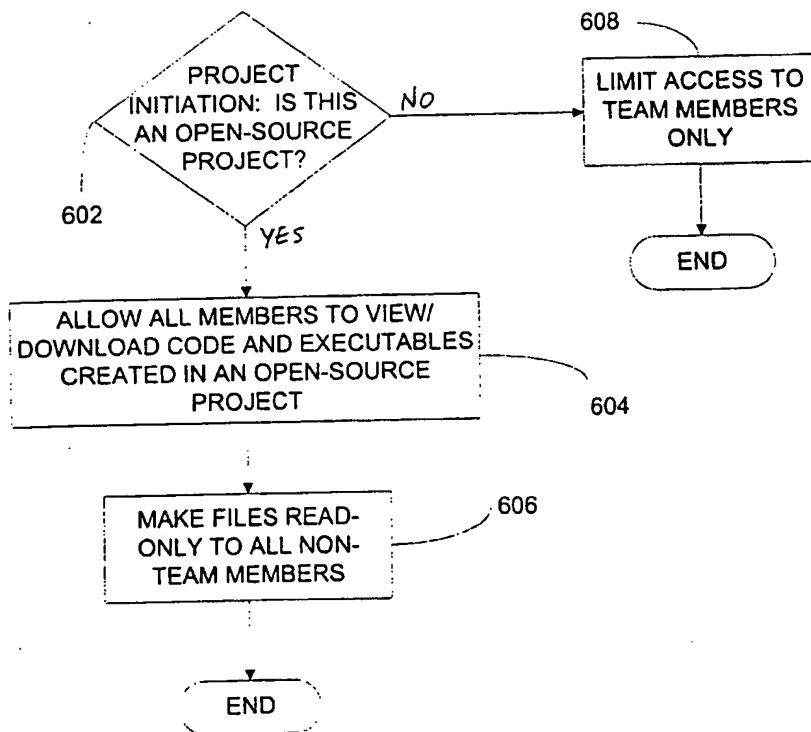 PROJECT
INITIATION: IS THIS
AN OPEN-SOURCE
PROJECT?
602
NO
608
LIMIT ACCESS TO
TEAM MEMBERS
ONLY
END
YES
ALLOW ALL MEMBERS TO VIEW/
DOWNLOAD CODE AND EXECUTABLES
CREATED IN AN OPEN-SOURCE
PROJECT
604
MAKE FILES READ-
ONLY TO ALL NON-
TEAM MEMBERS
606
END